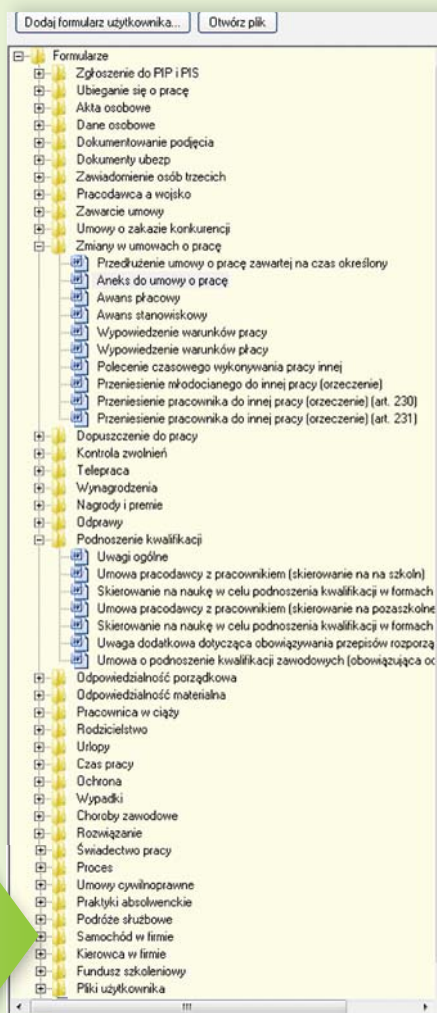 Dodaj formularz użytkownika...
Otwórz plik
Formularze
Zgłoszenie do PIP i PIS
Ubieganie się o pracę
Akta osobowe
Dane osobowe
Dokumentowanie podjęcia
Dokumenty ubezp
Zawiadomienie osób trzecich
Pracodawca a wojsko
Zawarcie umowy
Umowy o zakazie konkurencji
Zmiany w umowach o pracę
Przedłużenie umowy o pracę zawartej na czas określony
Aneks do umowy o pracę
Awans płacowy
Awans stanowiskowy
Wypowiedzenie warunków pracy
Wypowiedzenie warunków płacy
Polecenie czasowego wykonywania pracy innej
Przeniesienie młodocianego do innej pracy (orzeczenie)
Przeniesienie pracownika do innej pracy (orzeczenie) (art. 230)
Przeniesienie pracownika do innej pracy (orzeczenie) (art. 231)
Dopuszczenie do pracy
Kontrola zwolnień
Telepraca
Wynagrodzenia
Nagrody i premie
Odprawy
Podnoszenie kwalifikacji
Uwagi ogólne
Umowa pracodawcy z pracownikiem (skierowanie na na szkoln)
Skierowanie na naukę w celu podnoszenia kwalifikacji w formach
Umowa pracodawcy z pracownikiem (skierowanie na pozaszkolne
Skierowanie na naukę w celu podnoszenia kwalifikacji w formach
Uwaga dodatkowa dotycząca obowiązywania przepisów rozporzą
Umowa o podnoszenie kwalifikacji zawodowych (obowiązująca oc
Odpowiedzialność porządkowa
Odpowiedzialność materialna
Pracownica w ciąży
Rodzicielstwo
Urlopy
Czas pracy
Ochrona
Wypadki
Choroby zawodowe
Rozwiązanie
Świadectwo pracy
Proces
Umowy cywilnoprawne
Praktyki absolwenckie
Podróże służbowe
Samochód w firmie
Kierowca w firmie
Fundusz szkoleniowy
Pliki użytkownika